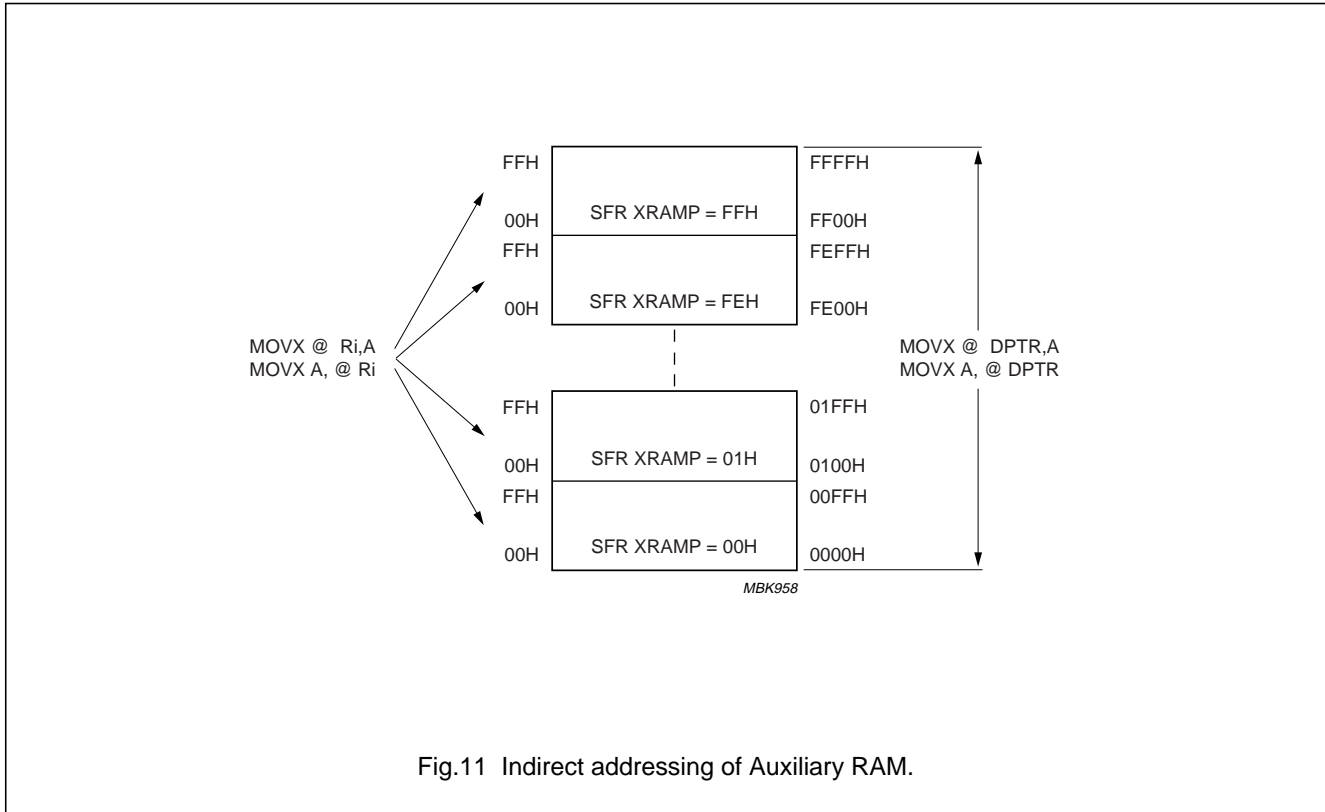 FFH
FFFFH
SFR XRAMP = FFH
00H
FF00H
FFH
FEFFH
SFR XRAMP = FEH
00H
FE00H
MOVX @ Ri,A
MOVX A, @ Ri
MOVX @ DPTR,A
MOVX A, @ DPTR
FFH
01FFH
SFR XRAMP = 01H
00H
0100H
FFH
00FFH
SFR XRAMP = 00H
00H
0000H
MBK958
Fig.11 Indirect addressing of Auxiliary RAM.